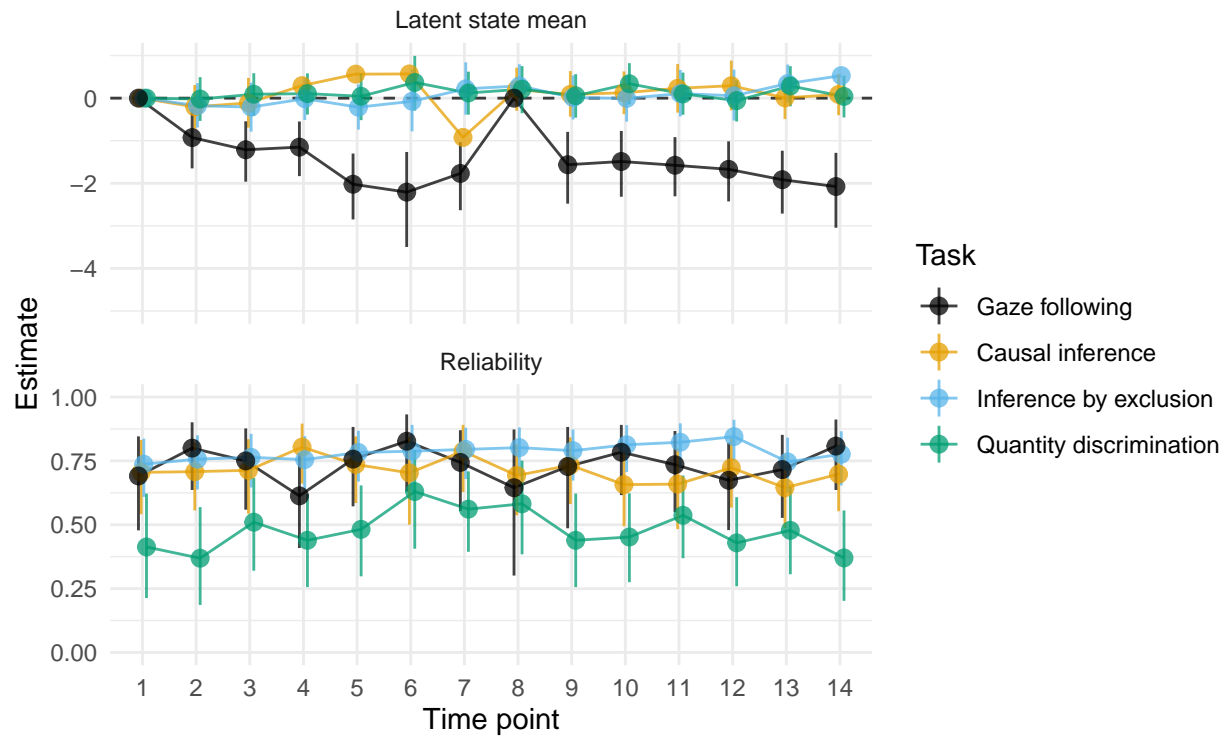 Latent state mean
0
−2
−4
Reliability
1.00
0.75
0.50
0.25
0.00
Estimate
1 2 3 4 5 6 7 8 9 10 11 12 13 14
Time point
Task
Gaze following
Causal inference
Inference by exclusion
Quantity discrimination